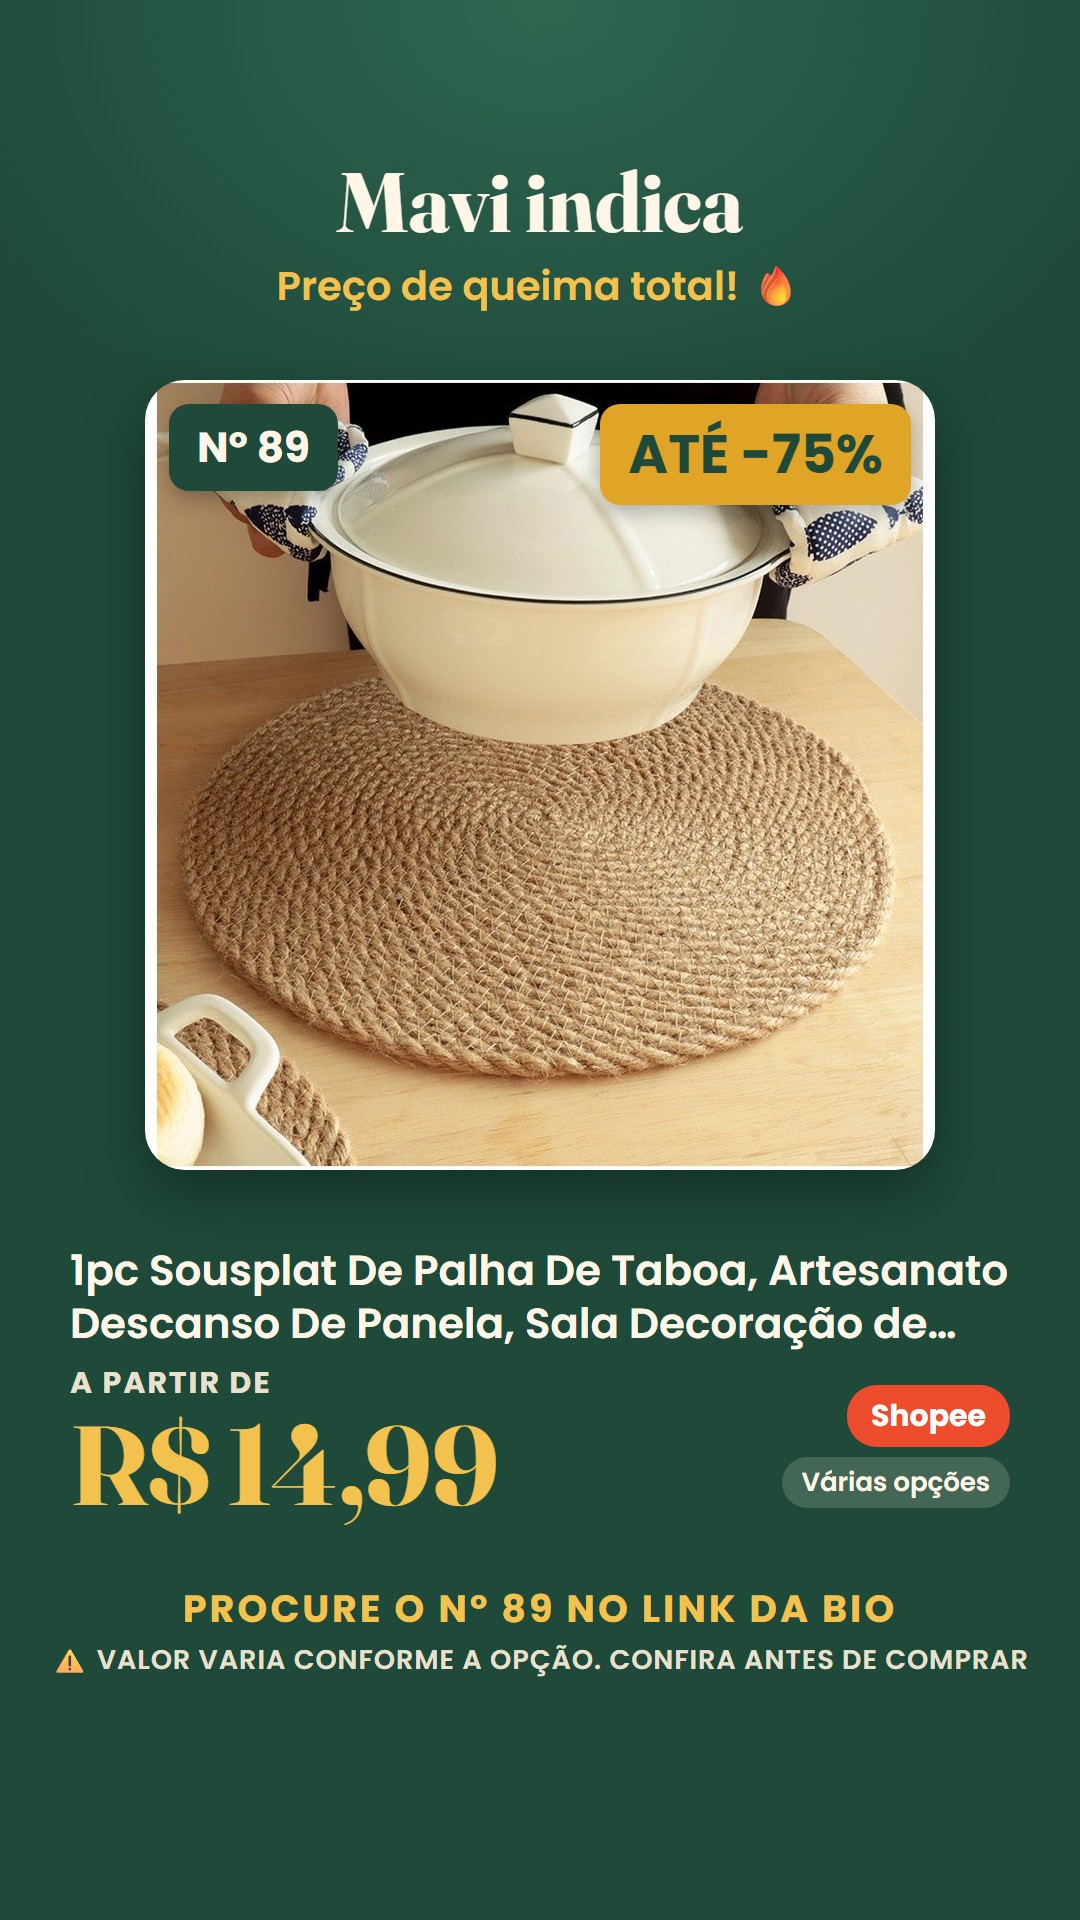 Mavi indica
Preço de queima total! 🔥
Nº 89
ATÉ -75%
1pc Sousplat De Palha De Taboa, Artesanato
Descanso De Panela, Sala Decoração de...
A PARTIR DE
R$ 14,99
Shopee
Várias opções
PROCURE O Nº 89 NO LINK DA BIO
⚠️ VALOR VARIA CONFORME A OPÇÃO. CONFIRA ANTES DE COMPRAR